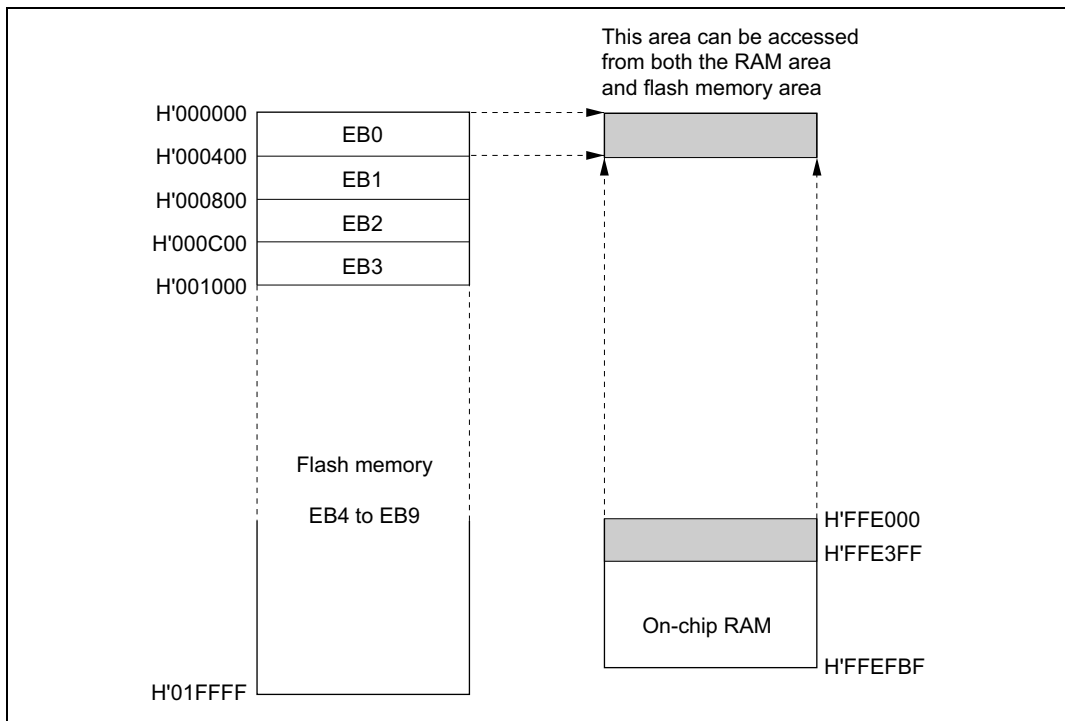 This area can be accessed
from both the RAM area
and flash memory area
H'000000
EB0
H'000400
EB1
H'000800
EB2
H'000C00
EB3
H'001000
Flash memory
EB4 to EB9
H'01FFFF
H'FFE000
H'FFE3FF
On-chip RAM
H'FFEFBF